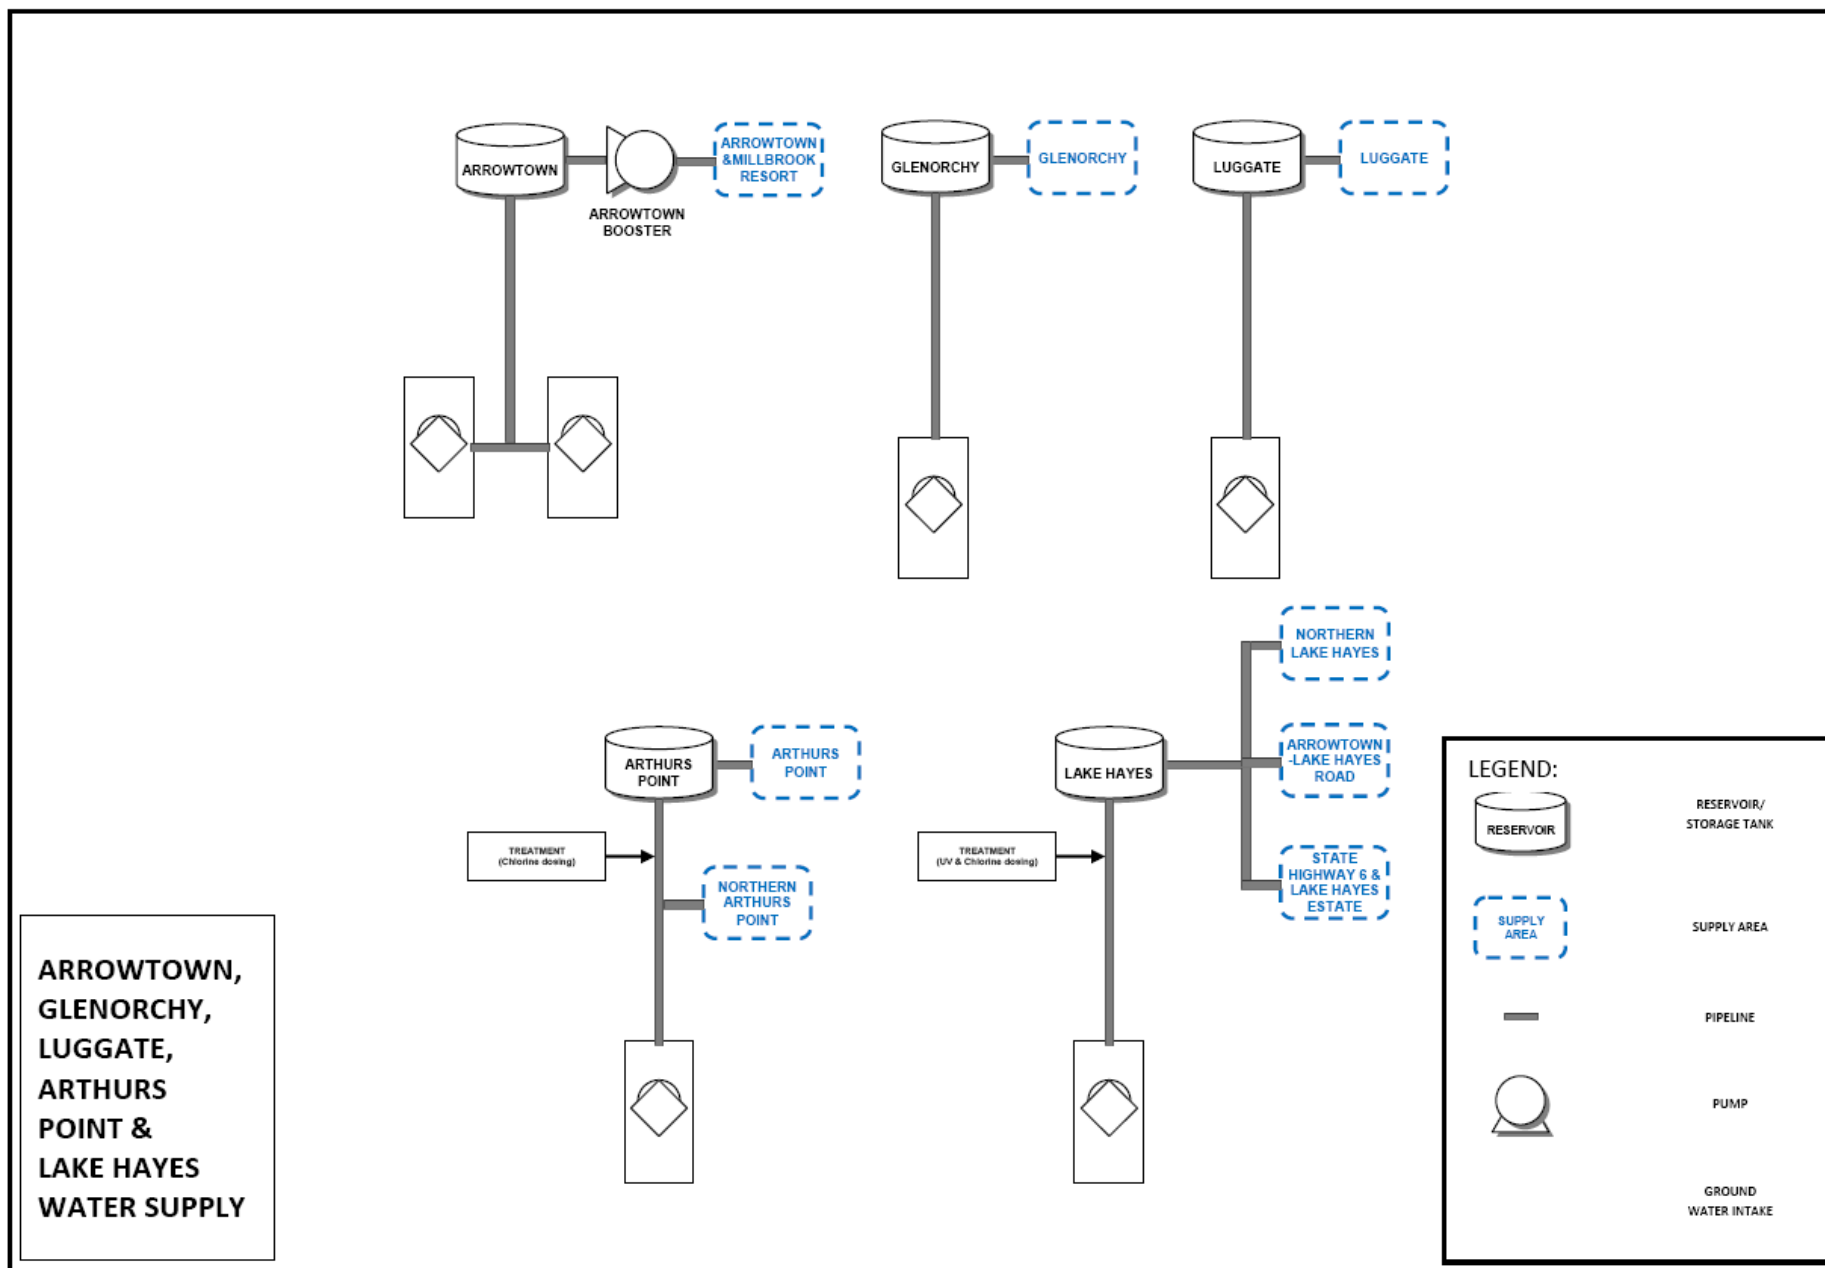 ARROWTOWN
ARROWTOWN
BOOSTER
ARROWTOWN
&MILLBROOK
RESORT
GLENORCHY
GLENORCHY
LUGGATE
LUGGATE
ARTHURS
POINT
ARTHURS
POINT
TREATMENT
(Chlorine dosing)
NORTHERN
ARTHURS
POINT
LAKE HAYES
TREATMENT
(UV & Chlorine dosing)
NORTHERN
LAKE HAYES
ARROWTOWN
-LAKE HAYES
ROAD
STATE
HIGHWAY 6 &
LAKE HAYES
ESTATE
ARROWTOWN,
GLENORCHY,
LUGGATE,
ARTHURS
POINT &
LAKE HAYES
WATER SUPPLY
LEGEND:
RESERVOIR
RESERVOIR/
STORAGE TANK
SUPPLY
AREA
SUPPLY AREA
PIPELINE
PUMP
GROUND
WATER INTAKE